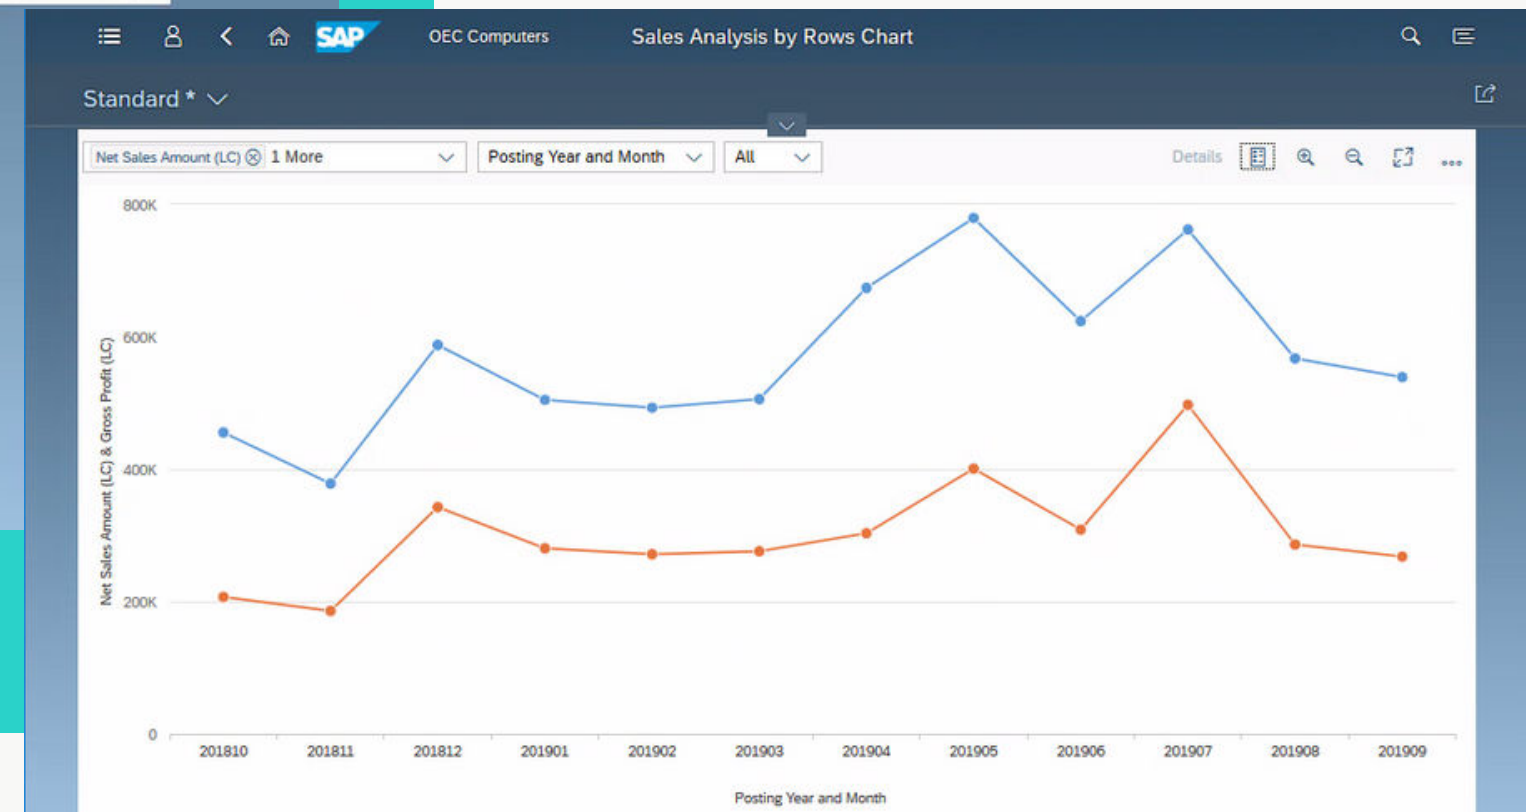 SAP OEC Computers Sales Analysis by Rows Chart
Standard *
Net Sales Amount (LC) 1 More Posting Year and Month All Details
800K
600K
400K
200K
0
Net Sales Amount (LC) & Gross Profit (LC)
201810 201811 201812 201901 201902 201903 201904 201905 201906 201907 201908 201909
Posting Year and Month